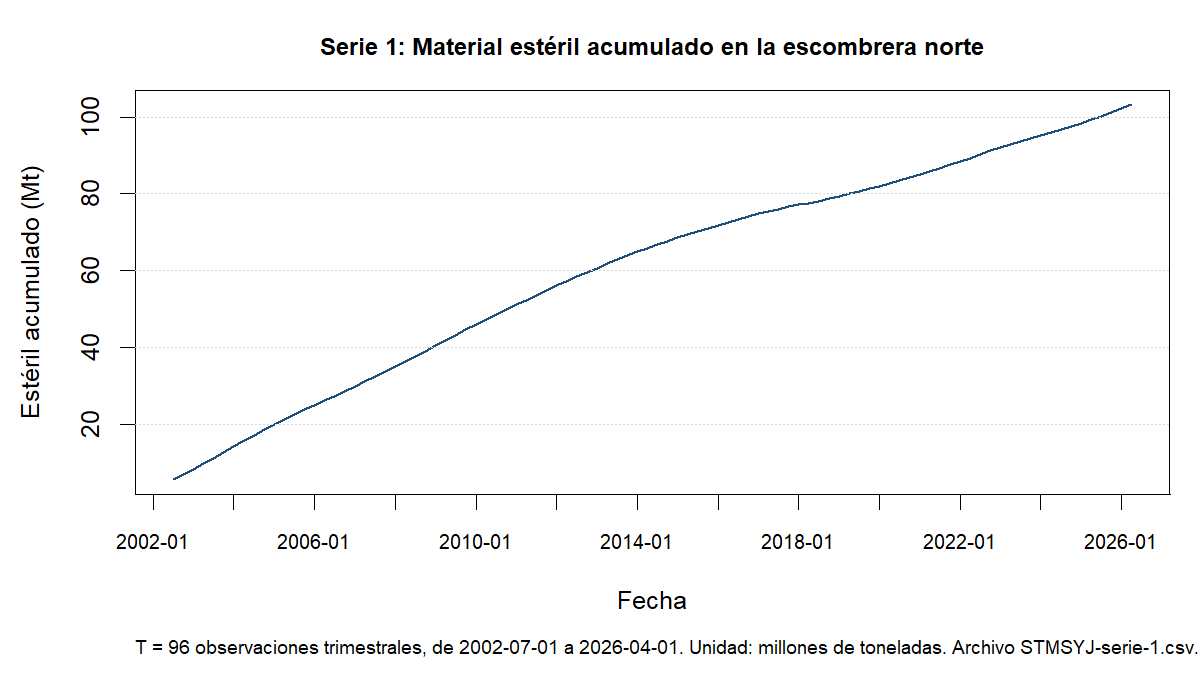 Serie 1: Material estéril acumulado en la escombrera norte
Estéril acumulado (Mt)
100
80
60
40
20
2002-01 2006-01 2010-01 2014-01 2018-01 2022-01 2026-01
Fecha
T = 96 observaciones trimestrales, de 2002-07-01 a 2026-04-01. Unidad: millones de toneladas. Archivo STMSYJ-serie-1.csv.